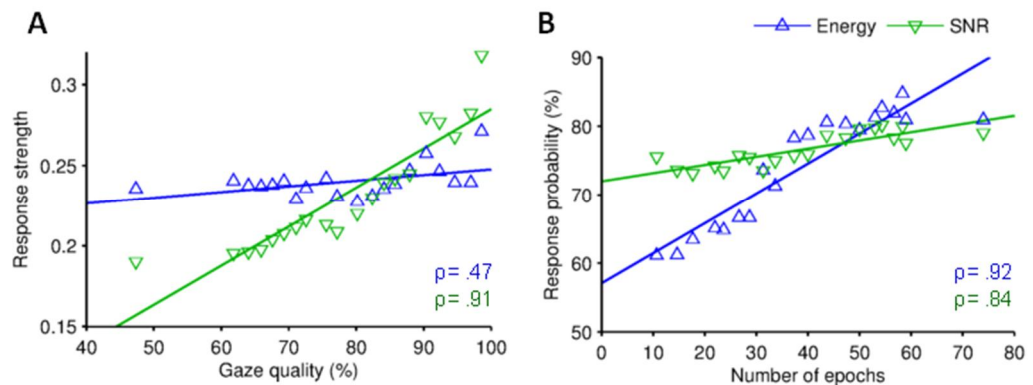 A
B
Energy
SNR
Response strength
0.3
0.25
0.2
0.15
40 50 60 70 80 90 100
Gaze quality (%)
ρ= .47
ρ= .91
Response probability (%)
90
80
70
60
50
0 10 20 30 40 50 60 70 80
Number of epochs
ρ= .92
ρ= .84